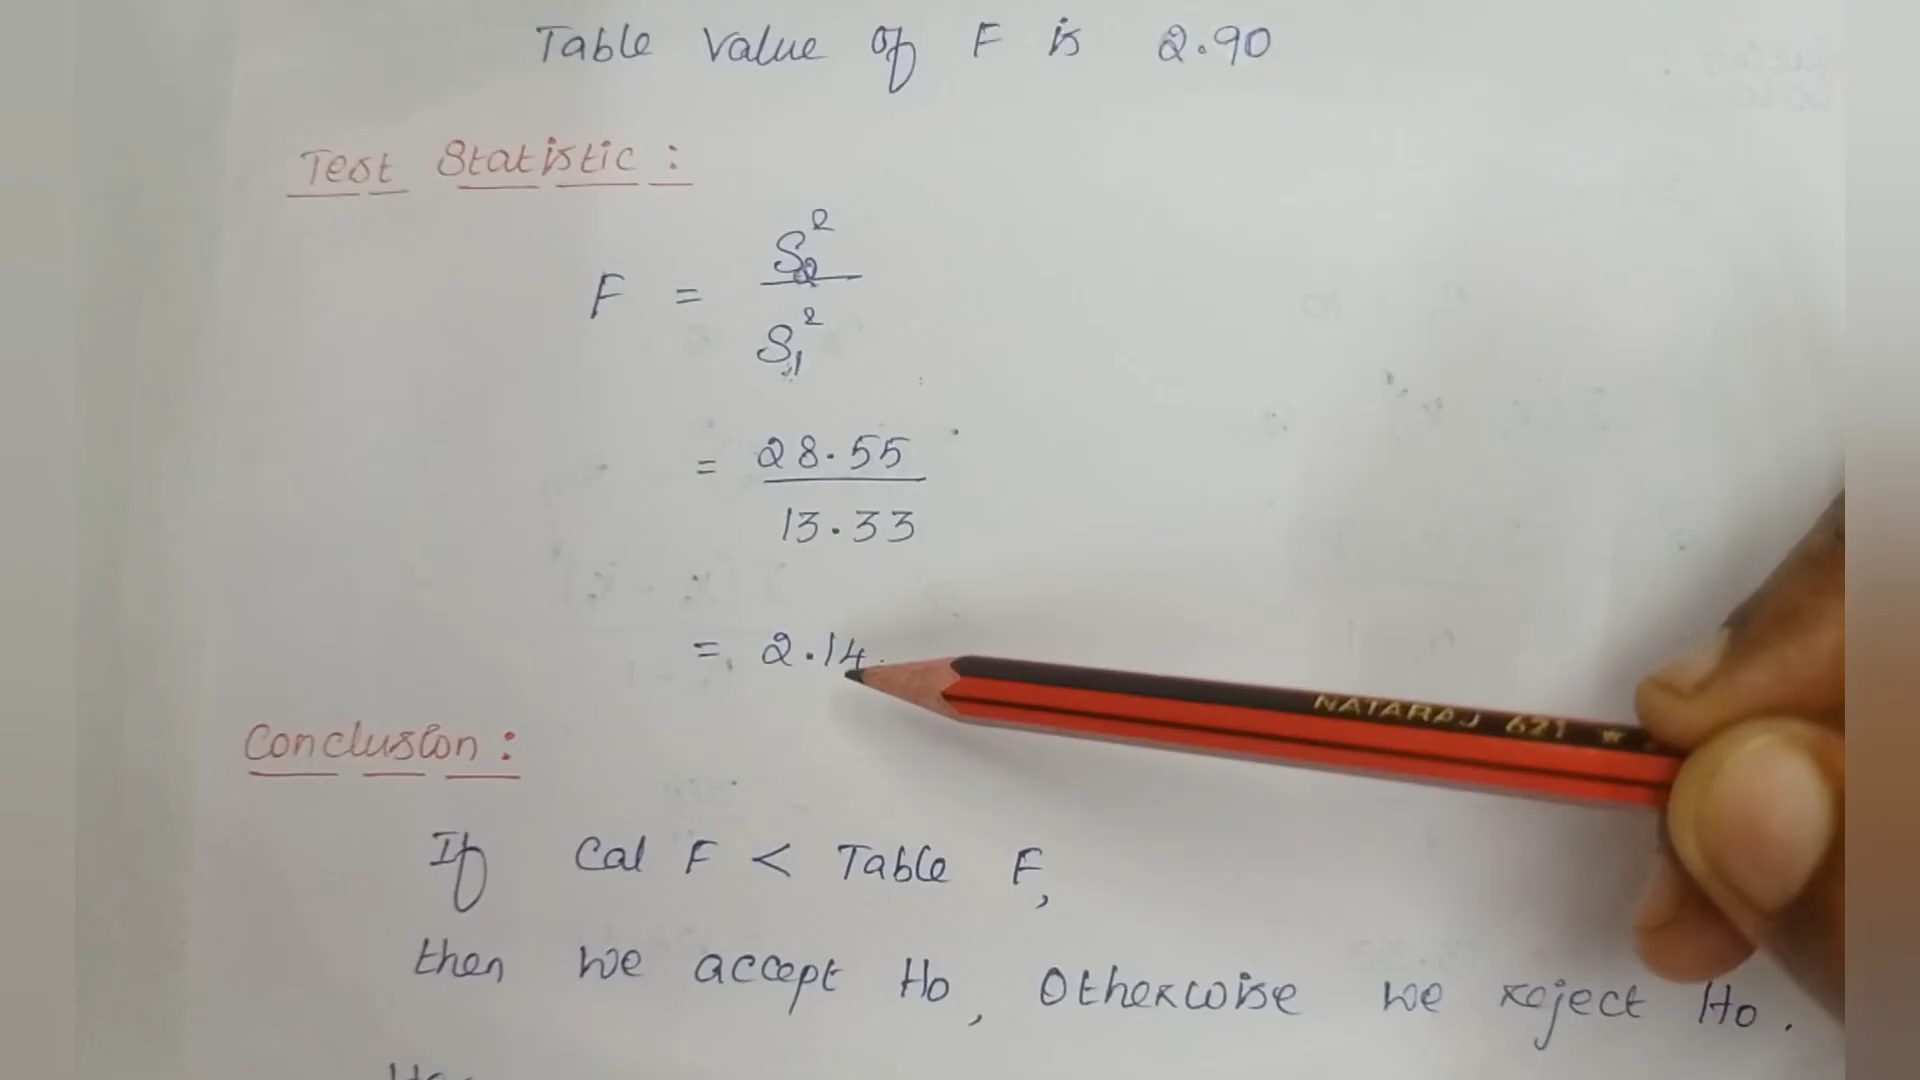 Table value of F is 2.90
Test Statistic :
F = S₂² / S₁²
= 28.55 / 13.33
= 2.14
NATARAJ 621
Conclusion :
If Cal F < Table F,
then we accept Ho, Otherwise we reject Ho.